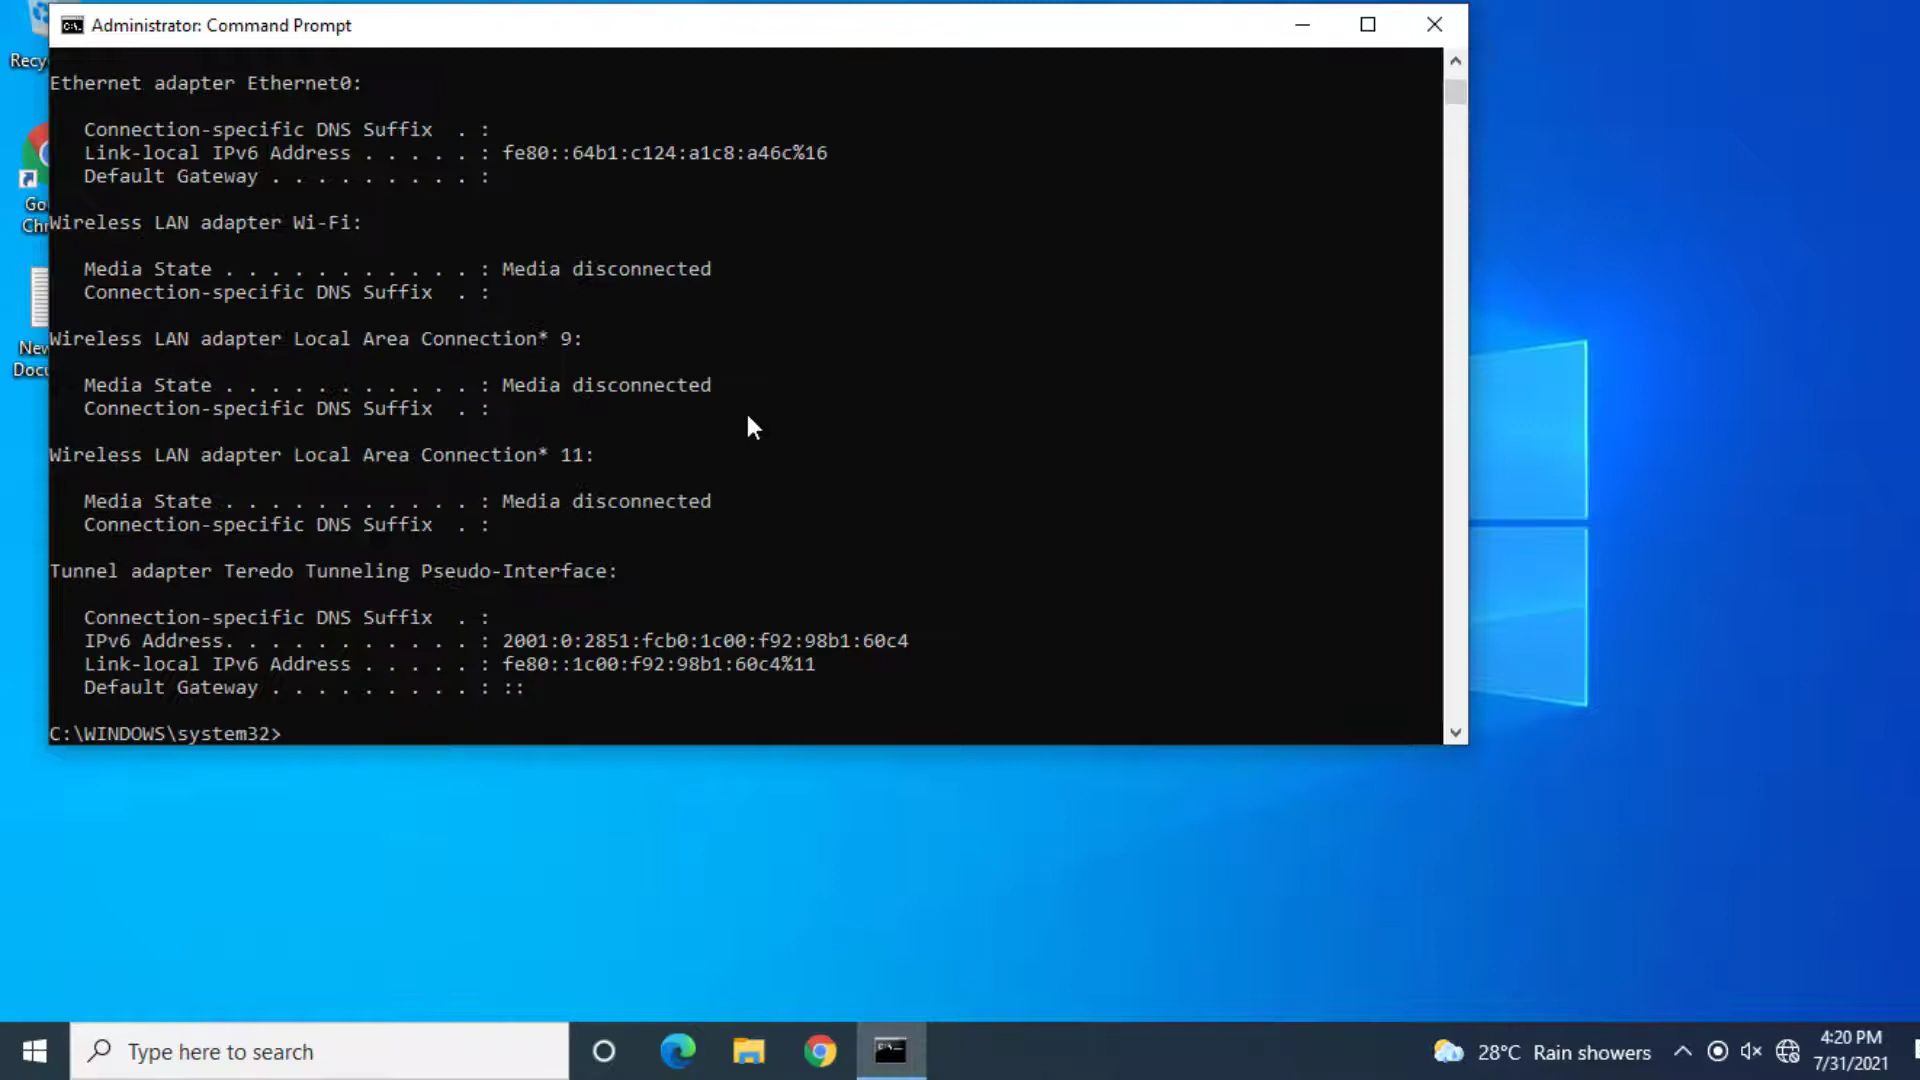 Administrator: Command Prompt
Recy
Ethernet adapter Ethernet0:
Connection-specific DNS Suffix . :
Link-local IPv6 Address . . . . . : fe80::64b1:c124:a1c8:a46c%16
Default Gateway . . . . . . . . . :
Go
Chr
Wireless LAN adapter Wi-Fi:
Media State . . . . . . . . . . . : Media disconnected
Connection-specific DNS Suffix . :
Wireless LAN adapter Local Area Connection* 9:
New
Docu
Media State . . . . . . . . . . . : Media disconnected
Connection-specific DNS Suffix . :
Wireless LAN adapter Local Area Connection* 11:
Media State . . . . . . . . . . . : Media disconnected
Connection-specific DNS Suffix . :
Tunnel adapter Teredo Tunneling Pseudo-Interface:
Connection-specific DNS Suffix . :
IPv6 Address. . . . . . . . . . . : 2001:0:2851:fcb0:1c00:f92:98b1:60c4
Link-local IPv6 Address . . . . . : fe80::1c00:f92:98b1:60c4%11
Default Gateway . . . . . . . . . : ::
C:\WINDOWS\system32>
Type here to search
28°C Rain showers
4:20 PM
7/31/2021